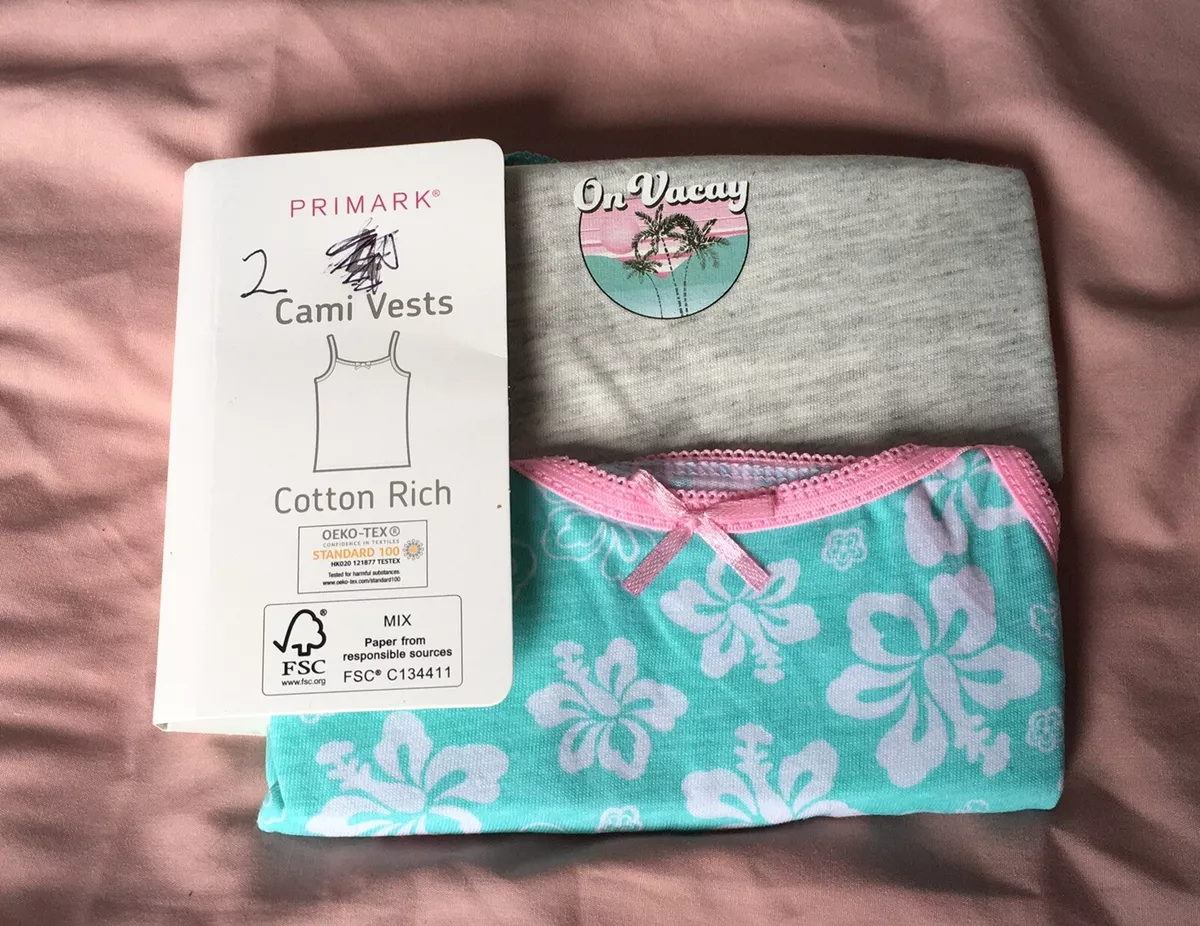 PRIMARK®
2
Cami Vests
Cotton Rich
OEKO-TEX®
CONFIDENCE IN TEXTILES
STANDARD 100
HK020 121877 TESTEX
Tested for harmful substances.
www.oeko-tex.com/standard100
FSC®
www.fsc.org
MIX
Paper from
responsible sources
FSC® C134411
On Vacay